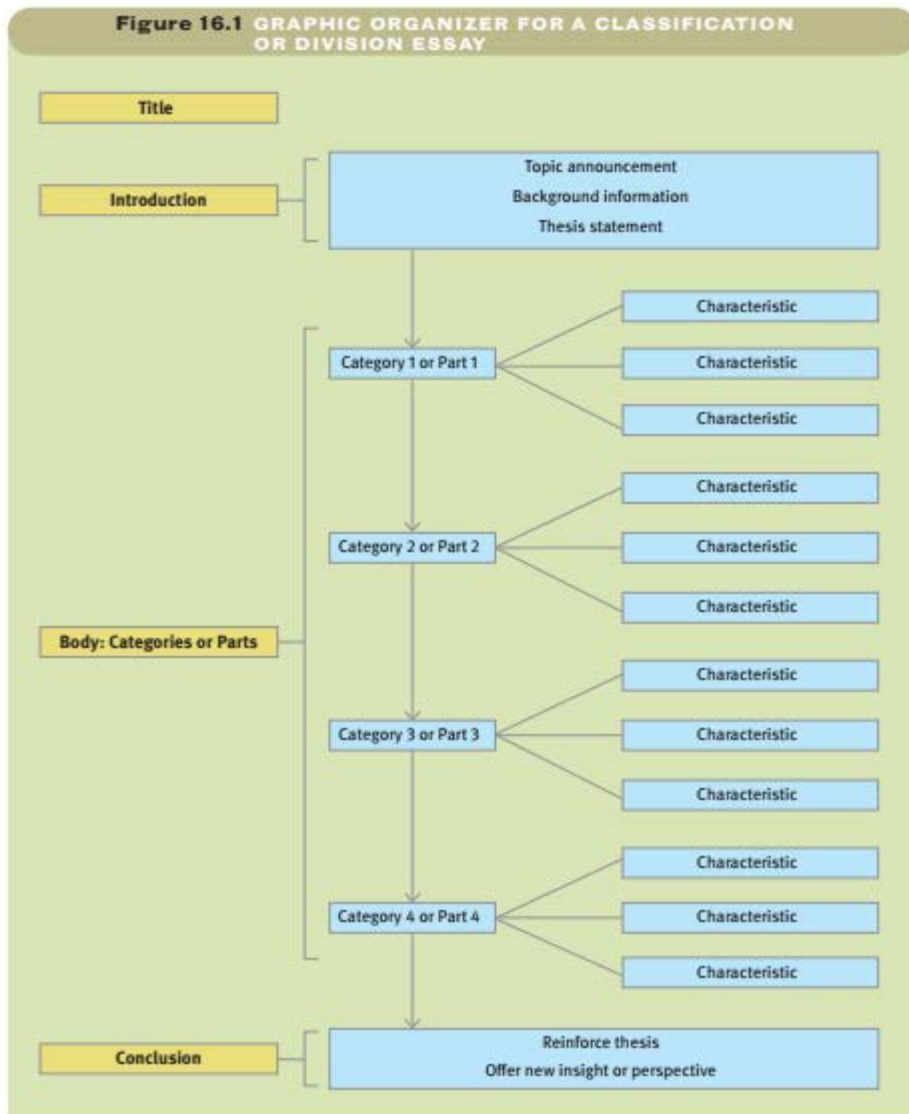 Figure 16.1 GRAPHIC ORGANIZER FOR A CLASSIFICATION
OR DIVISION ESSAY
Title
Introduction
Topic announcement
Background information
Thesis statement
Body: Categories or Parts
Category 1 or Part 1
Characteristic
Characteristic
Characteristic
Category 2 or Part 2
Characteristic
Characteristic
Characteristic
Category 3 or Part 3
Characteristic
Characteristic
Characteristic
Category 4 or Part 4
Characteristic
Characteristic
Characteristic
Conclusion
Reinforce thesis
Offer new insight or perspective